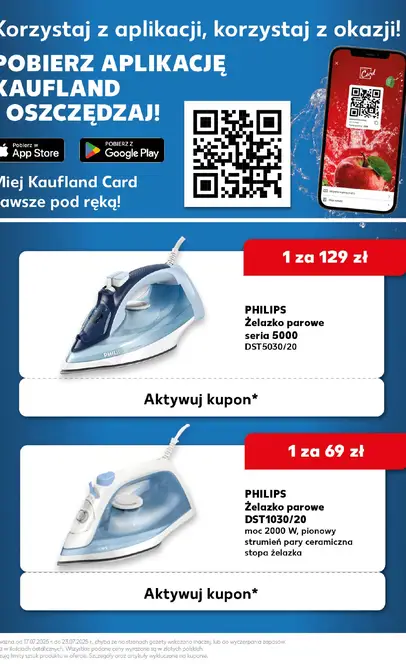 Korzystaj z aplikacji, korzystaj z okazji!
POBIERZ APLIKACJĘ
KAUFLAND
I OSZCZĘDZAJ!
Pobierz w
App Store
POBIERZ Z
Google Play
Miej Kaufland Card
zawsze pod ręką!
Card
1 za 129 zł
PHILIPS
Żelazko parowe
seria 5000
DST5030/20
PHILIPS
Aktywuj kupon*
1 za 69 zł
PHILIPS
Żelazko parowe
DST1030/20
moc 2000 W, pionowy
strumień pary ceramiczna
stopa żelazka
Aktywuj kupon*